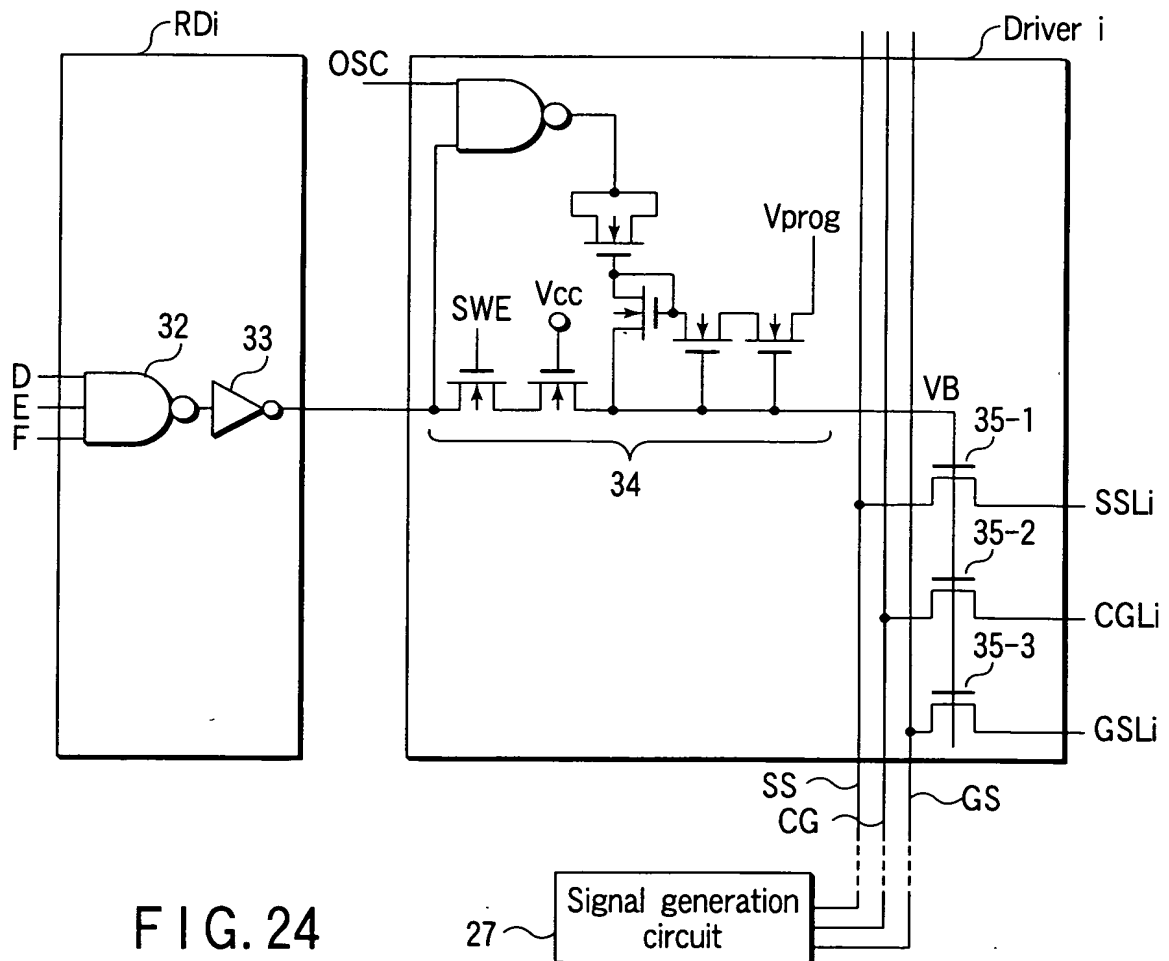 RDi
Driver i
OSC
Vprog
Vcc
SWE
32
33
D
E
F
34
VB
35-1
SSLi
35-2
CGLi
35-3
GSLi
SS
CG
GS
Signal generation
circuit
27
FIG. 24